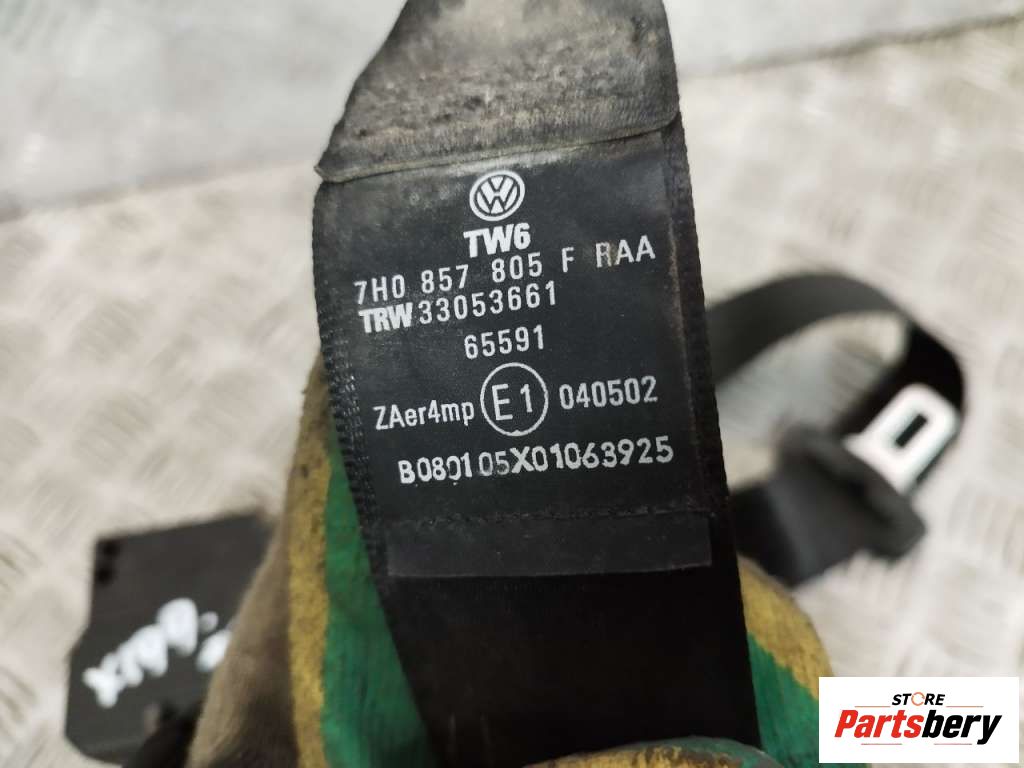 TW6
7H0 857 805 F RAA
TRW 33053661
65591
ZAer4mp E1 040502
B080105X01063925
STORE
Partsbery